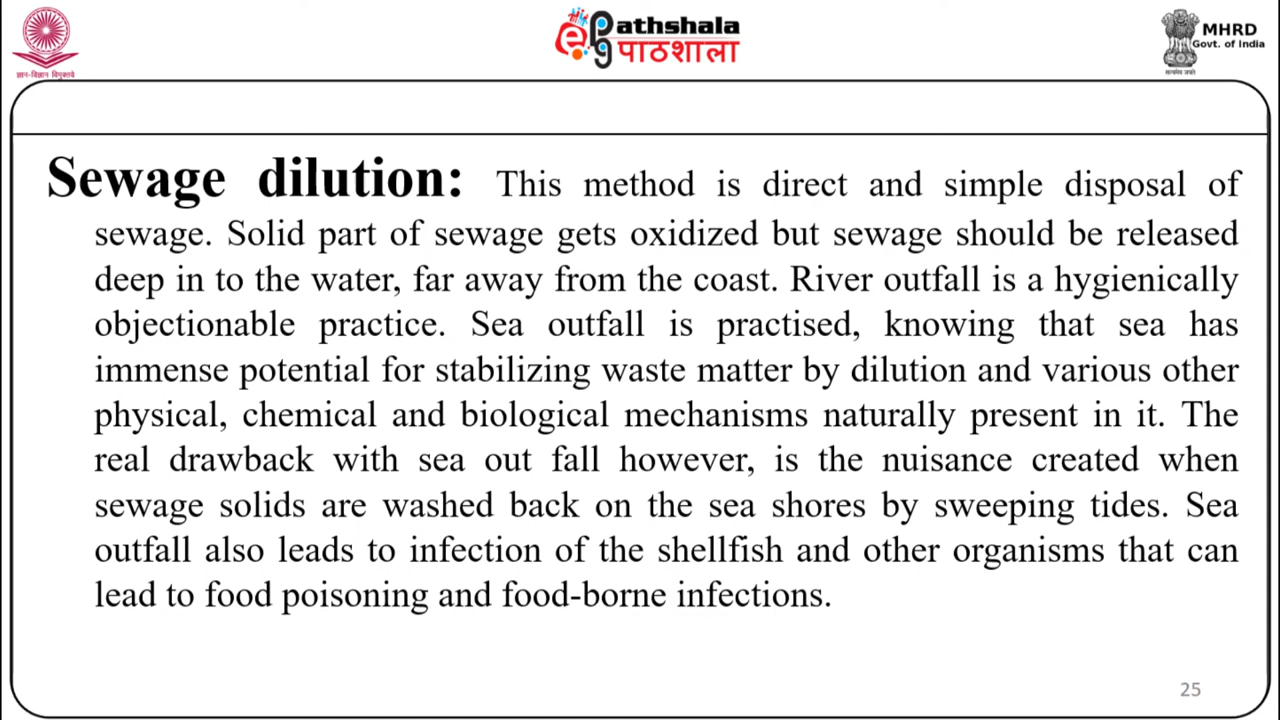 ज्ञान-विज्ञान विमुक्तये
ePathshala
पाठशाला
MHRD
Govt. of India
सत्यमेव जयते
Sewage dilution: This method is direct and simple disposal of
sewage. Solid part of sewage gets oxidized but sewage should be released
deep in to the water, far away from the coast. River outfall is a hygienically
objectionable practice. Sea outfall is practised, knowing that sea has
immense potential for stabilizing waste matter by dilution and various other
physical, chemical and biological mechanisms naturally present in it. The
real drawback with sea out fall however, is the nuisance created when
sewage solids are washed back on the sea shores by sweeping tides. Sea
outfall also leads to infection of the shellfish and other organisms that can
lead to food poisoning and food-borne infections.
25